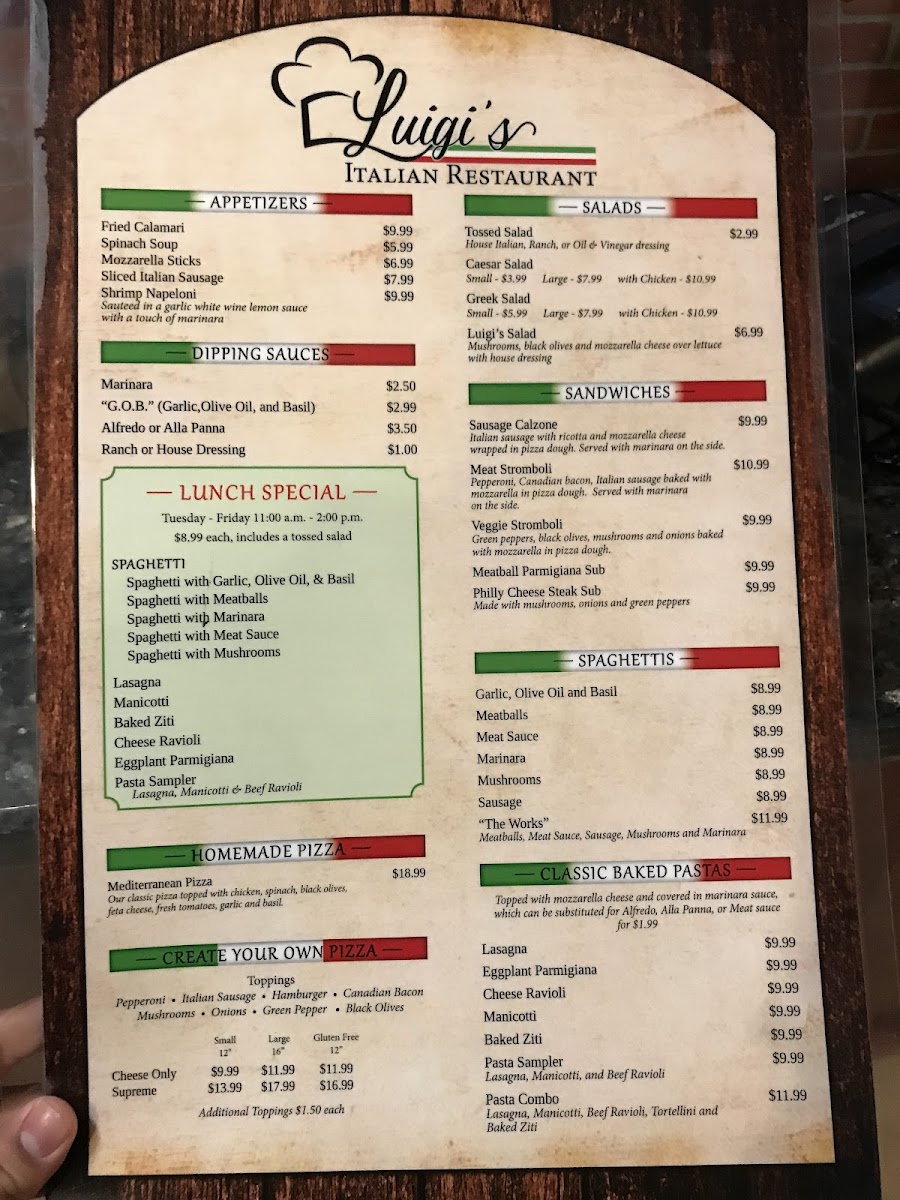 Luigi's
ITALIAN RESTAURANT
APPETIZERS
Fried Calamari $9.99
Spinach Soup $5.99
Mozzarella Sticks $6.99
Sliced Italian Sausage $7.99
Shrimp Napeloni $9.99
Sauteed in a garlic white wine lemon sauce
with a touch of marinara
DIPPING SAUCES
Marinara $2.50
“G.O.B.” (Garlic,Olive Oil, and Basil) $2.99
Alfredo or Alla Panna $3.50
Ranch or House Dressing $1.00
LUNCH SPECIAL
Tuesday - Friday 11:00 a.m. - 2:00 p.m.
$8.99 each, includes a tossed salad
SPAGHETTI
Spaghetti with Garlic, Olive Oil, & Basil
Spaghetti with Meatballs
Spaghetti with Marinara
Spaghetti with Meat Sauce
Spaghetti with Mushrooms
Lasagna
Manicotti
Baked Ziti
Cheese Ravioli
Eggplant Parmigiana
Pasta Sampler
Lasagna, Manicotti & Beef Ravioli
HOMEMADE PIZZA
Mediterranean Pizza $18.99
Our classic pizza topped with chicken, spinach, black olives,
feta cheese, fresh tomatoes, garlic and basil.
CREATE YOUR OWN PIZZA
Toppings
Pepperoni • Italian Sausage • Hamburger • Canadian Bacon
Mushrooms • Onions • Green Pepper • Black Olives
Small Large Gluten Free
12" 16" 12"
Cheese Only $9.99 $11.99 $11.99
Supreme $13.99 $17.99 $16.99
Additional Toppings $1.50 each
SALADS
Tossed Salad $2.99
House Italian, Ranch, or Oil & Vinegar dressing
Caesar Salad
Small - $3.99 Large - $7.99 with Chicken - $10.99
Greek Salad
Small - $5.99 Large - $7.99 with Chicken - $10.99
Luigi's Salad $6.99
Mushrooms, black olives and mozzarella cheese over lettuce
with house dressing
SANDWICHES
Sausage Calzone $9.99
Italian sausage with ricotta and mozzarella cheese
wrapped in pizza dough. Served with marinara on the side.
Meat Stromboli $10.99
Pepperoni, Canadian bacon, Italian sausage baked with
mozzarella in pizza dough. Served with marinara
on the side.
Veggie Stromboli $9.99
Green peppers, black olives, mushrooms and onions baked
with mozzarella in pizza dough.
Meatball Parmigiana Sub $9.99
Philly Cheese Steak Sub $9.99
Made with mushrooms, onions and green peppers
SPAGHETTIS
Garlic, Olive Oil and Basil $8.99
Meatballs $8.99
Meat Sauce $8.99
Marinara $8.99
Mushrooms $8.99
Sausage $8.99
“The Works” $11.99
Meatballs, Meat Sauce, Sausage, Mushrooms and Marinara
CLASSIC BAKED PASTAS
Topped with mozzarella cheese and covered in marinara sauce,
which can be substituted for Alfredo, Alla Panna, or Meat sauce
for $1.99
Lasagna $9.99
Eggplant Parmigiana $9.99
Cheese Ravioli $9.99
Manicotti $9.99
Baked Ziti $9.99
Pasta Sampler $9.99
Lasagna, Manicotti, and Beef Ravioli
Pasta Combo $11.99
Lasagna, Manicotti, Beef Ravioli, Tortellini and
Baked Ziti